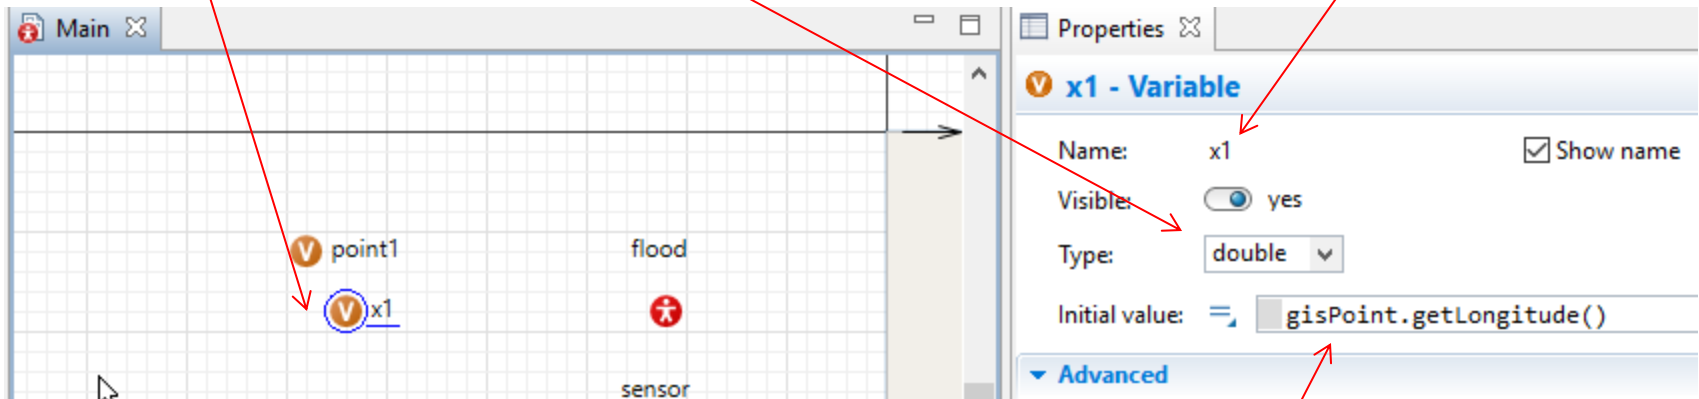 Main
point1
flood
x1
sensor
Properties
x1 - Variable
Name: x1 Show name
Visible: yes
Type: double
Initial value: gisPoint.getLongitude()
Advanced